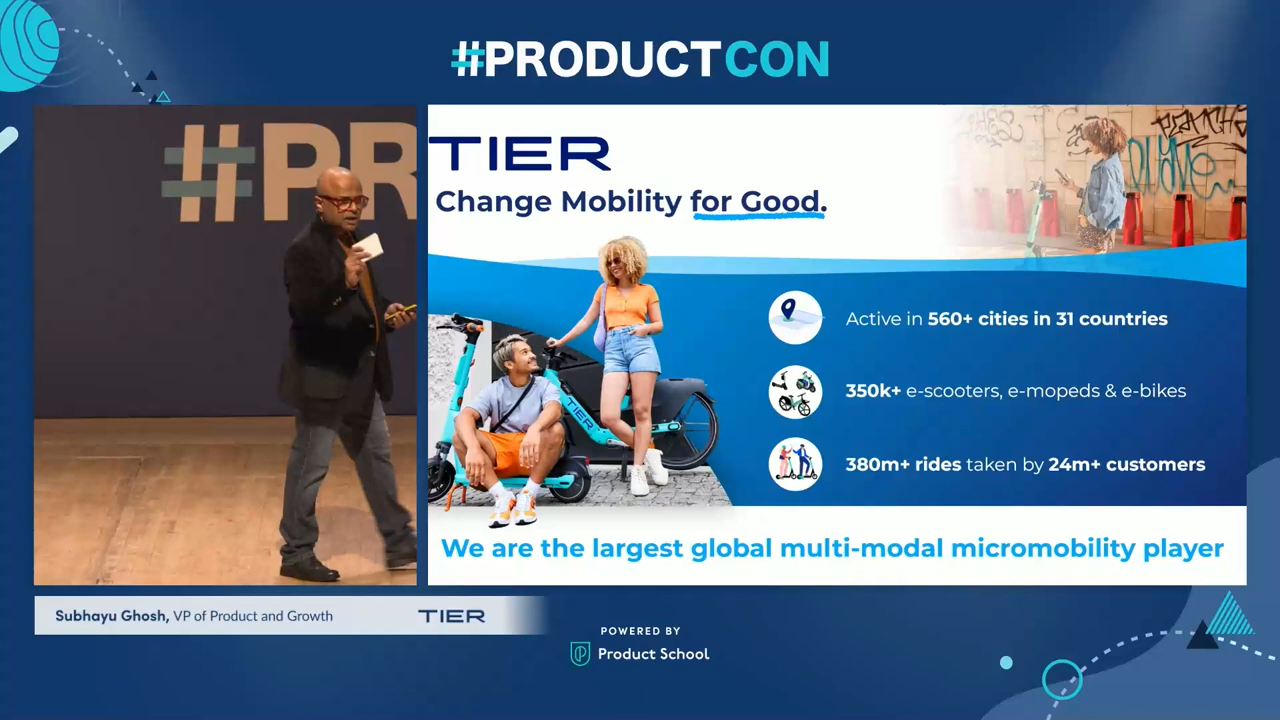 #PRODUCTCON
#PR
TIER
Change Mobility for Good.
TIER
Active in 560+ cities in 31 countries
350k+ e-scooters, e-mopeds & e-bikes
380m+ rides taken by 24m+ customers
We are the largest global multi-modal micromobility player
Subhayu Ghosh, VP of Product and Growth
TIER
POWERED BY
Product School